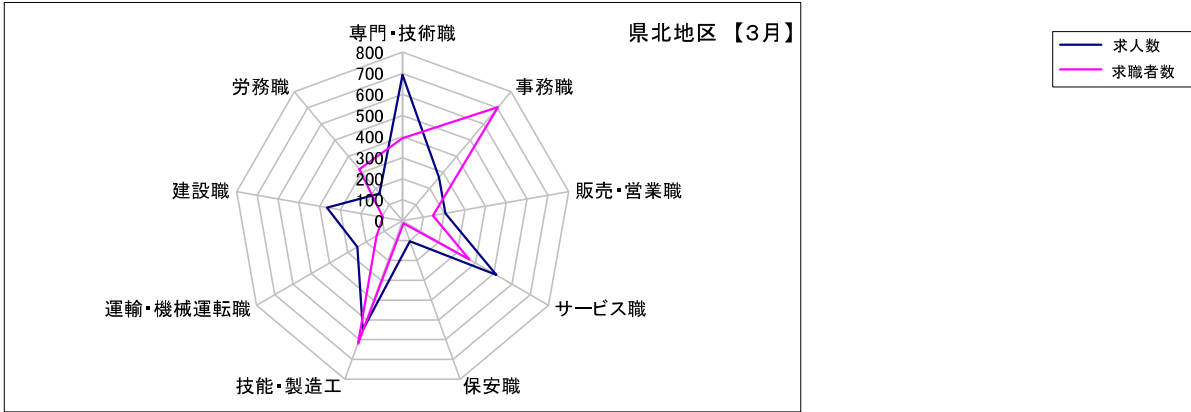 県北地区 【3月】
専門・技術職
事務職
販売・営業職
サービス職
保安職
技能・製造工
運輸・機械運転職
建設職
労務職
800
700
600
500
400
300
200
100
0
求人数
求職者数